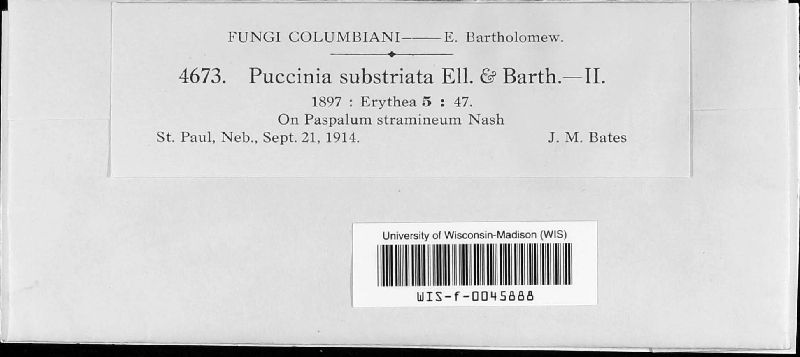 FUNGI COLUMBIANI——E. Bartholomew.
4673. Puccinia substriata Ell. & Barth.—II.
1897 : Erythea 5 : 47.
On Paspalum stramineum Nash
St. Paul, Neb., Sept. 21, 1914. J. M. Bates
University of Wisconsin-Madison (WIS)
WIS-f-0045888